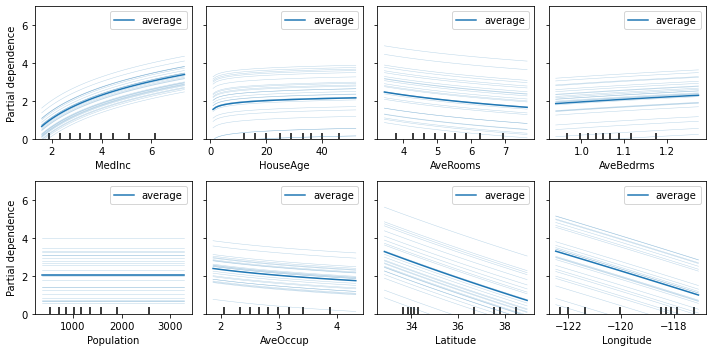 average average average average
Partial dependence
6
4
2
0
2 4 6
MedInc
0 20 40
HouseAge
4 5 6 7
AveRooms
1.0 1.1 1.2
AveBedrms
average average average average
Partial dependence
6
4
2
0
1000 2000 3000
Population
2 3 4
AveOccup
34 36 38
Latitude
−122 −120 −118
Longitude